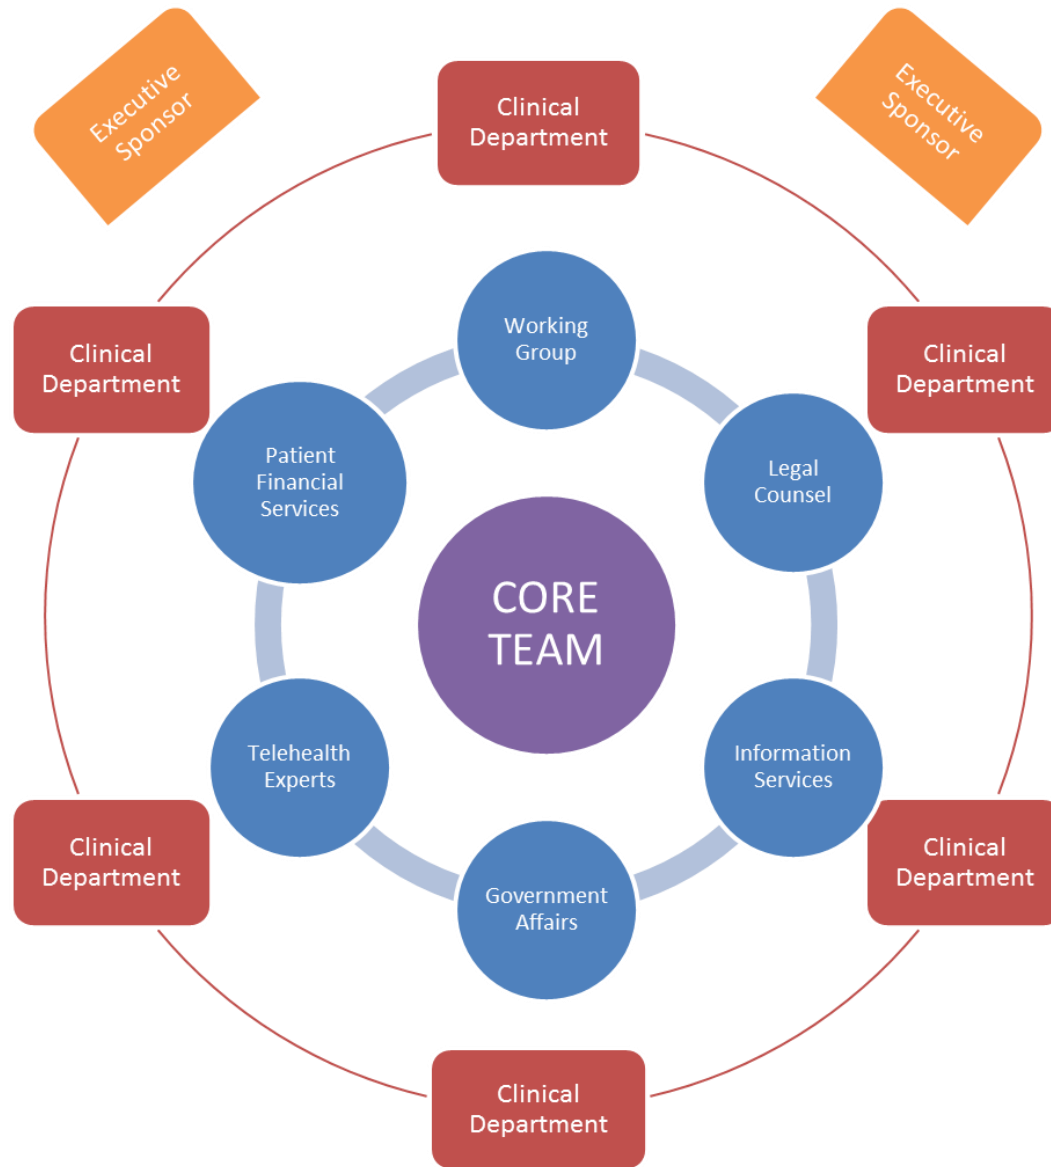 Executive
Sponsor
Clinical
Department
Executive
Sponsor
Clinical
Department
Working
Group
Clinical
Department
Patient
Financial
Services
Legal
Counsel
CORE
TEAM
Telehealth
Experts
Information
Services
Clinical
Department
Government
Affairs
Clinical
Department
Clinical
Department